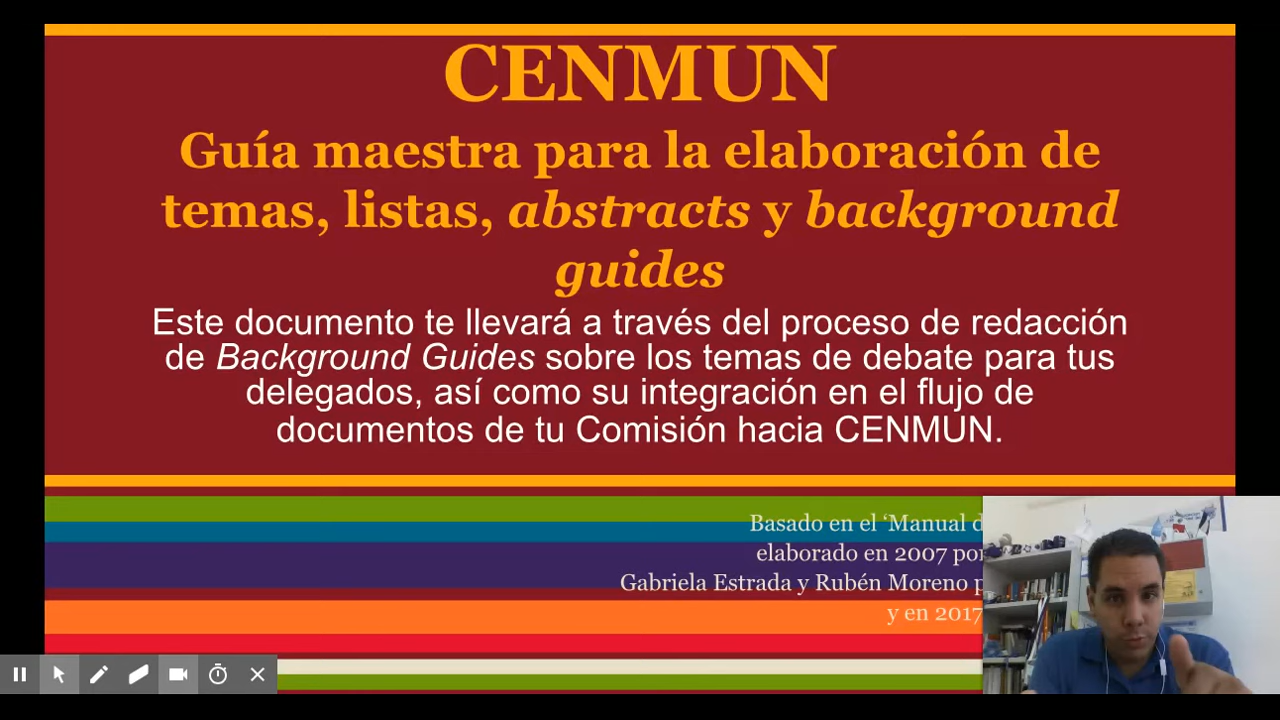 CENMUN
Guía maestra para la elaboración de
temas, listas, abstracts y background
guides
Este documento te llevará a través del proceso de redacción
de Background Guides sobre los temas de debate para tus
delegados, así como su integración en el flujo de
documentos de tu Comisión hacia CENMUN.
Basado en el ‘Manual
elaborado en 2007 por
Gabriela Estrada y Rubén Moreno
y en 2017